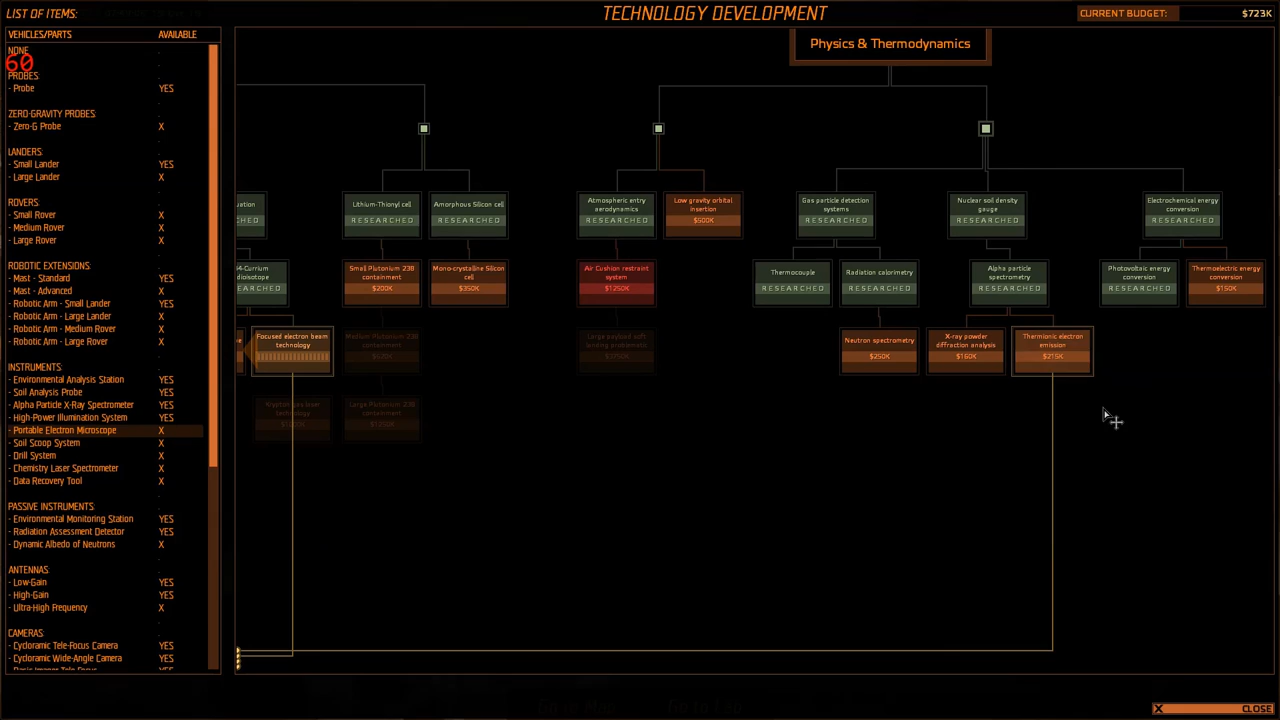 LIST OF ITEMS:
TECHNOLOGY DEVELOPMENT
CURRENT BUDGET: $723K
VEHICLES/PARTS AVAILABLE
NONE
60
PROBES:
- Probe YES
ZERO-GRAVITY PROBES:
- Zero-G Probe X
LANDERS:
- Small Lander YES
- Large Lander X
ROVERS:
- Small Rover X
- Medium Rover X
- Large Rover X
ROBOTIC EXTENSIONS:
- Mast - Standard YES
- Mast - Advanced X
- Robotic Arm - Small Lander YES
- Robotic Arm - Large Lander X
- Robotic Arm - Medium Rover X
- Robotic Arm - Large Rover X
INSTRUMENTS:
- Environmental Analysis Station YES
- Soil Analysis Probe YES
- Alpha Particle X-Ray Spectrometer YES
- High-Power Illumination System YES
- Portable Electron Microscope X
- Soil Scoop System X
- Drill System X
- Chemistry Laser Spectrometer X
- Data Recovery Tool X
PASSIVE INSTRUMENTS:
- Environmental Monitoring Station YES
- Radiation Assessment Detector YES
- Dynamic Albedo of Neutrons X
ANTENNAS:
- Low-Gain YES
- High-Gain YES
- Ultra-High Frequency X
CAMERAS:
- Cycloramic Tele-Focus Camera YES
- Cycloramic Wide-Angle Camera YES
Physics & Thermodynamics
Lithium-Thionyl cell
RESEARCHED
Amorphous Silicon cell
RESEARCHED
Atmospheric entry
aerodynamics
RESEARCHED
Low gravity orbital
insertion
$500K
Gas particle detection
systems
RESEARCHED
Nuclear soil density
gauge
RESEARCHED
Electrochemical energy
conversion
RESEARCHED
Small Plutonium 238
containment
$200K
Mono-crystalline Silicon
cell
$350K
Air Cushion restraint
system
$1250K
Thermocouple
RESEARCHED
Radiation calorimetry
RESEARCHED
Alpha particle
spectrometry
RESEARCHED
Photovoltaic energy
conversion
RESEARCHED
Thermoelectric energy
conversion
$150K
Focused electron beam
technology
Medium Plutonium 238
containment
Neutron spectrometry
$250K
X-ray powder
diffraction analysis
$160K
Thermionic electron
emission
$215K
Large Plutonium 238
containment
CLOSE